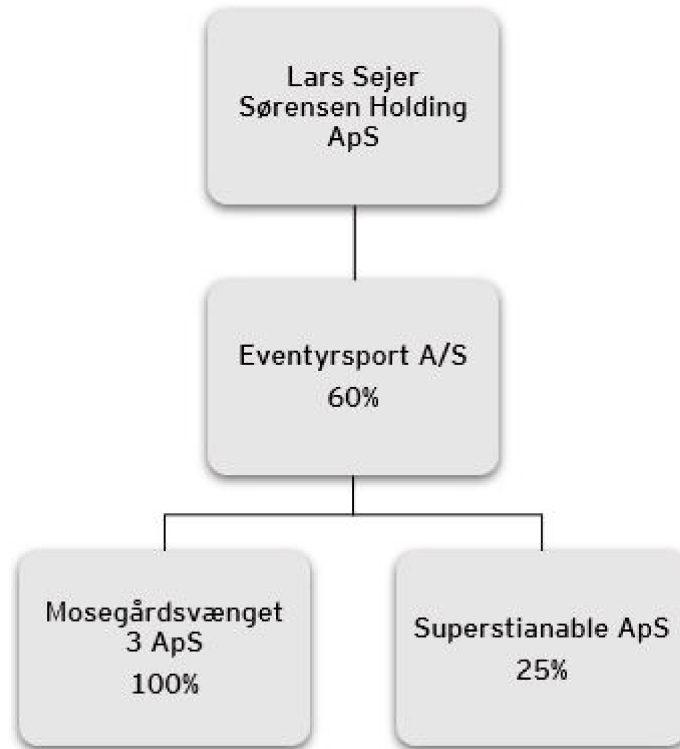 Lars Sejer
Sørensen Holding
ApS
Eventyrsport A/S
60%
Mosegårdsvænget
3 ApS
100%
Superstianable ApS
25%